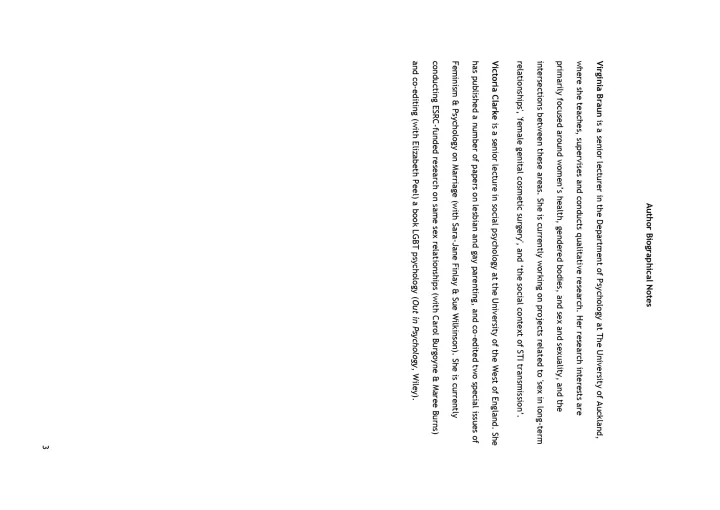 Author Biographical Notes
Virginia Braun is a senior lecturer in the Department of Psychology at The University of Auckland,
where she teaches, supervises and conducts qualitative research. Her research interests are
primarily focused around women's health, gendered bodies, and sex and sexuality, and the
intersections between these areas. She is currently working on projects related to 'sex in long-term
relationships', 'female genital cosmetic surgery', and 'the social context of STI transmission'.
Victoria Clarke is a senior lecture in social psychology at the University of the West of England. She
has published a number of papers on lesbian and gay parenting, and co-edited two special issues of
Feminism & Psychology on Marriage (with Sara-Jane Finlay & Sue Wilkinson). She is currently
conducting ESRC-funded research on same sex relationships (with Carol Burgoyne & Maree Burns)
and co-editing (with Elizabeth Peel) a book LGBT psychology (Out in Psychology, Wiley).
3